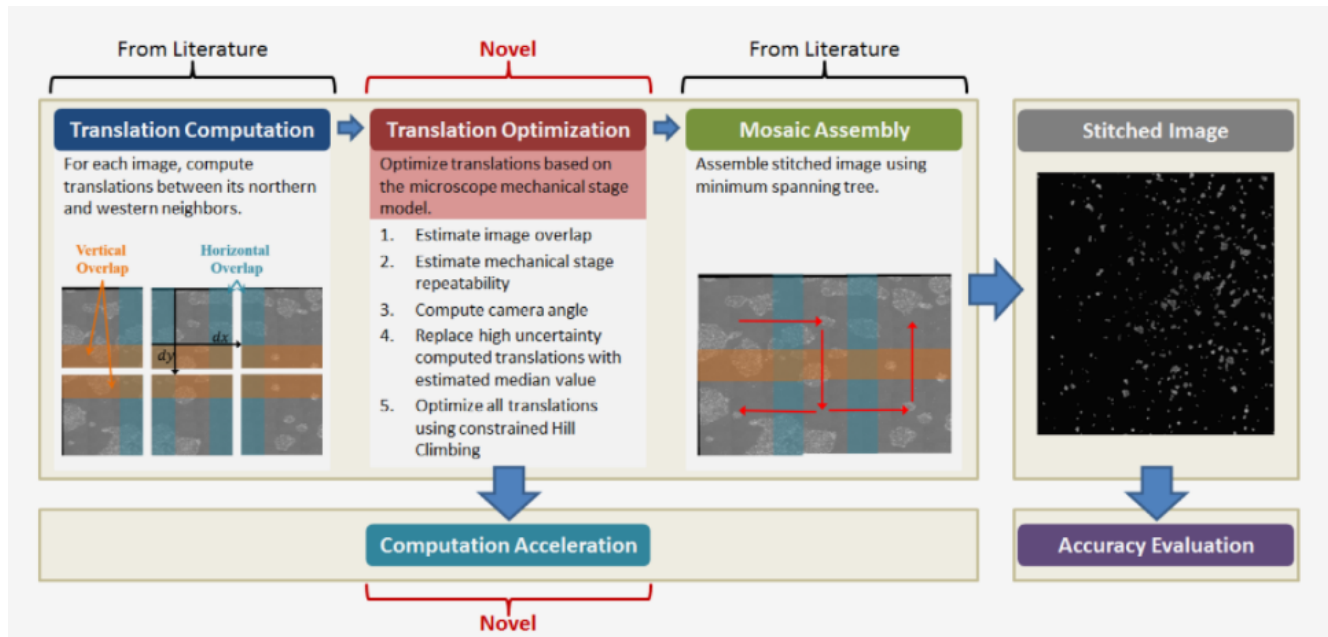 From Literature
Novel
From Literature
Translation Computation
For each image, compute
translations between its northern
and western neighbors.
Vertical
Overlap
Horizontal
Overlap
dx
dy
Translation Optimization
Optimize translations based on
the microscope mechanical stage
model.
1. Estimate image overlap
2. Estimate mechanical stage
repeatability
3. Compute camera angle
4. Replace high uncertainty
computed translations with
estimated median value
5. Optimize all translations
using constrained Hill
Climbing
Mosaic Assembly
Assemble stitched image using
minimum spanning tree.
Stitched Image
Computation Acceleration
Accuracy Evaluation
Novel